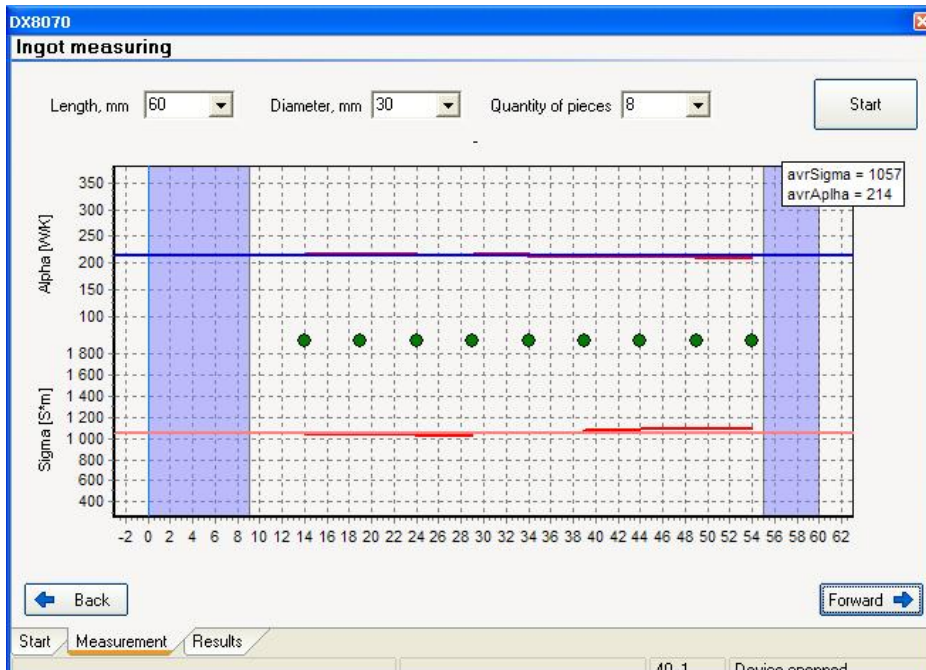 DX8070
Ingot measuring
Length, mm 60 Diameter, mm 30 Quantity of pieces 8 Start
-
avrSigma = 1057
avrAplha = 214
Alpha [W/K]
350
300
250
200
150
100
Sigma [S*m]
1 800
1 600
1 400
1 200
1 000
800
600
400
-2 0 2 4 6 8 10 12 14 16 18 20 22 24 26 28 30 32 34 36 38 40 42 44 46 48 50 52 54 56 58 60 62
Back Forward
Start Measurement Results